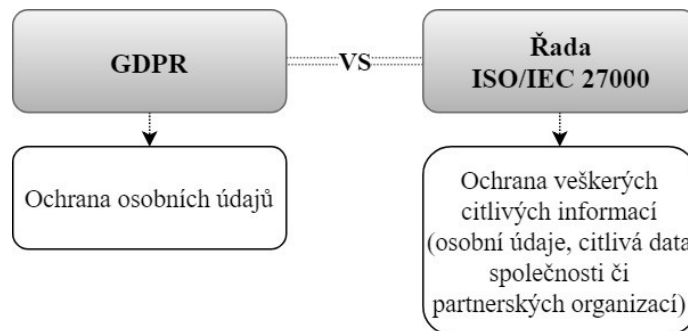 GDPR
VS
Řada
ISO/IEC 27000
Ochrana osobních údajů
Ochrana veškerých
citlivých informací
(osobní údaje, citlivá data
společnosti či
partnerských organizací)